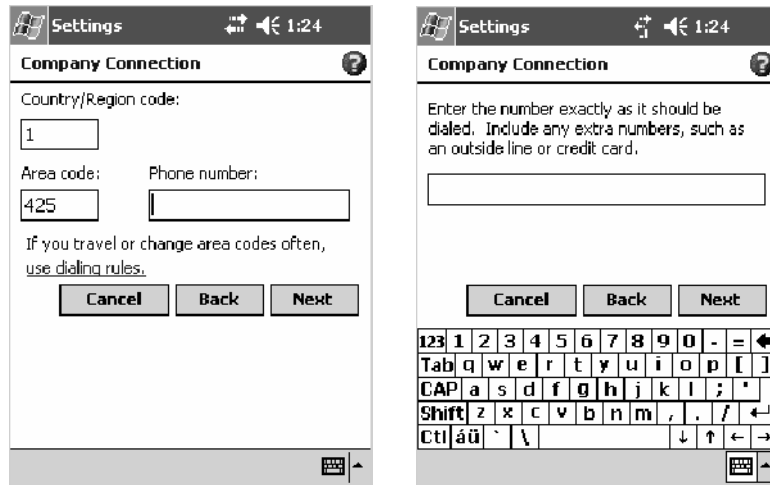 Settings 1:24
Company Connection
Country/Region code:
1
Area code: Phone number:
425
If you travel or change area codes often,
use dialing rules.
Cancel Back Next
Settings 1:24
Company Connection
Enter the number exactly as it should be
dialed. Include any extra numbers, such as
an outside line or credit card.
Cancel Back Next
123 1 2 3 4 5 6 7 8 9 0 - =
Tab q w e r t y u i o p [ ]
CAP a s d f g h j k l ; '
Shift z x c v b n m , . /
Ctl áü ` \